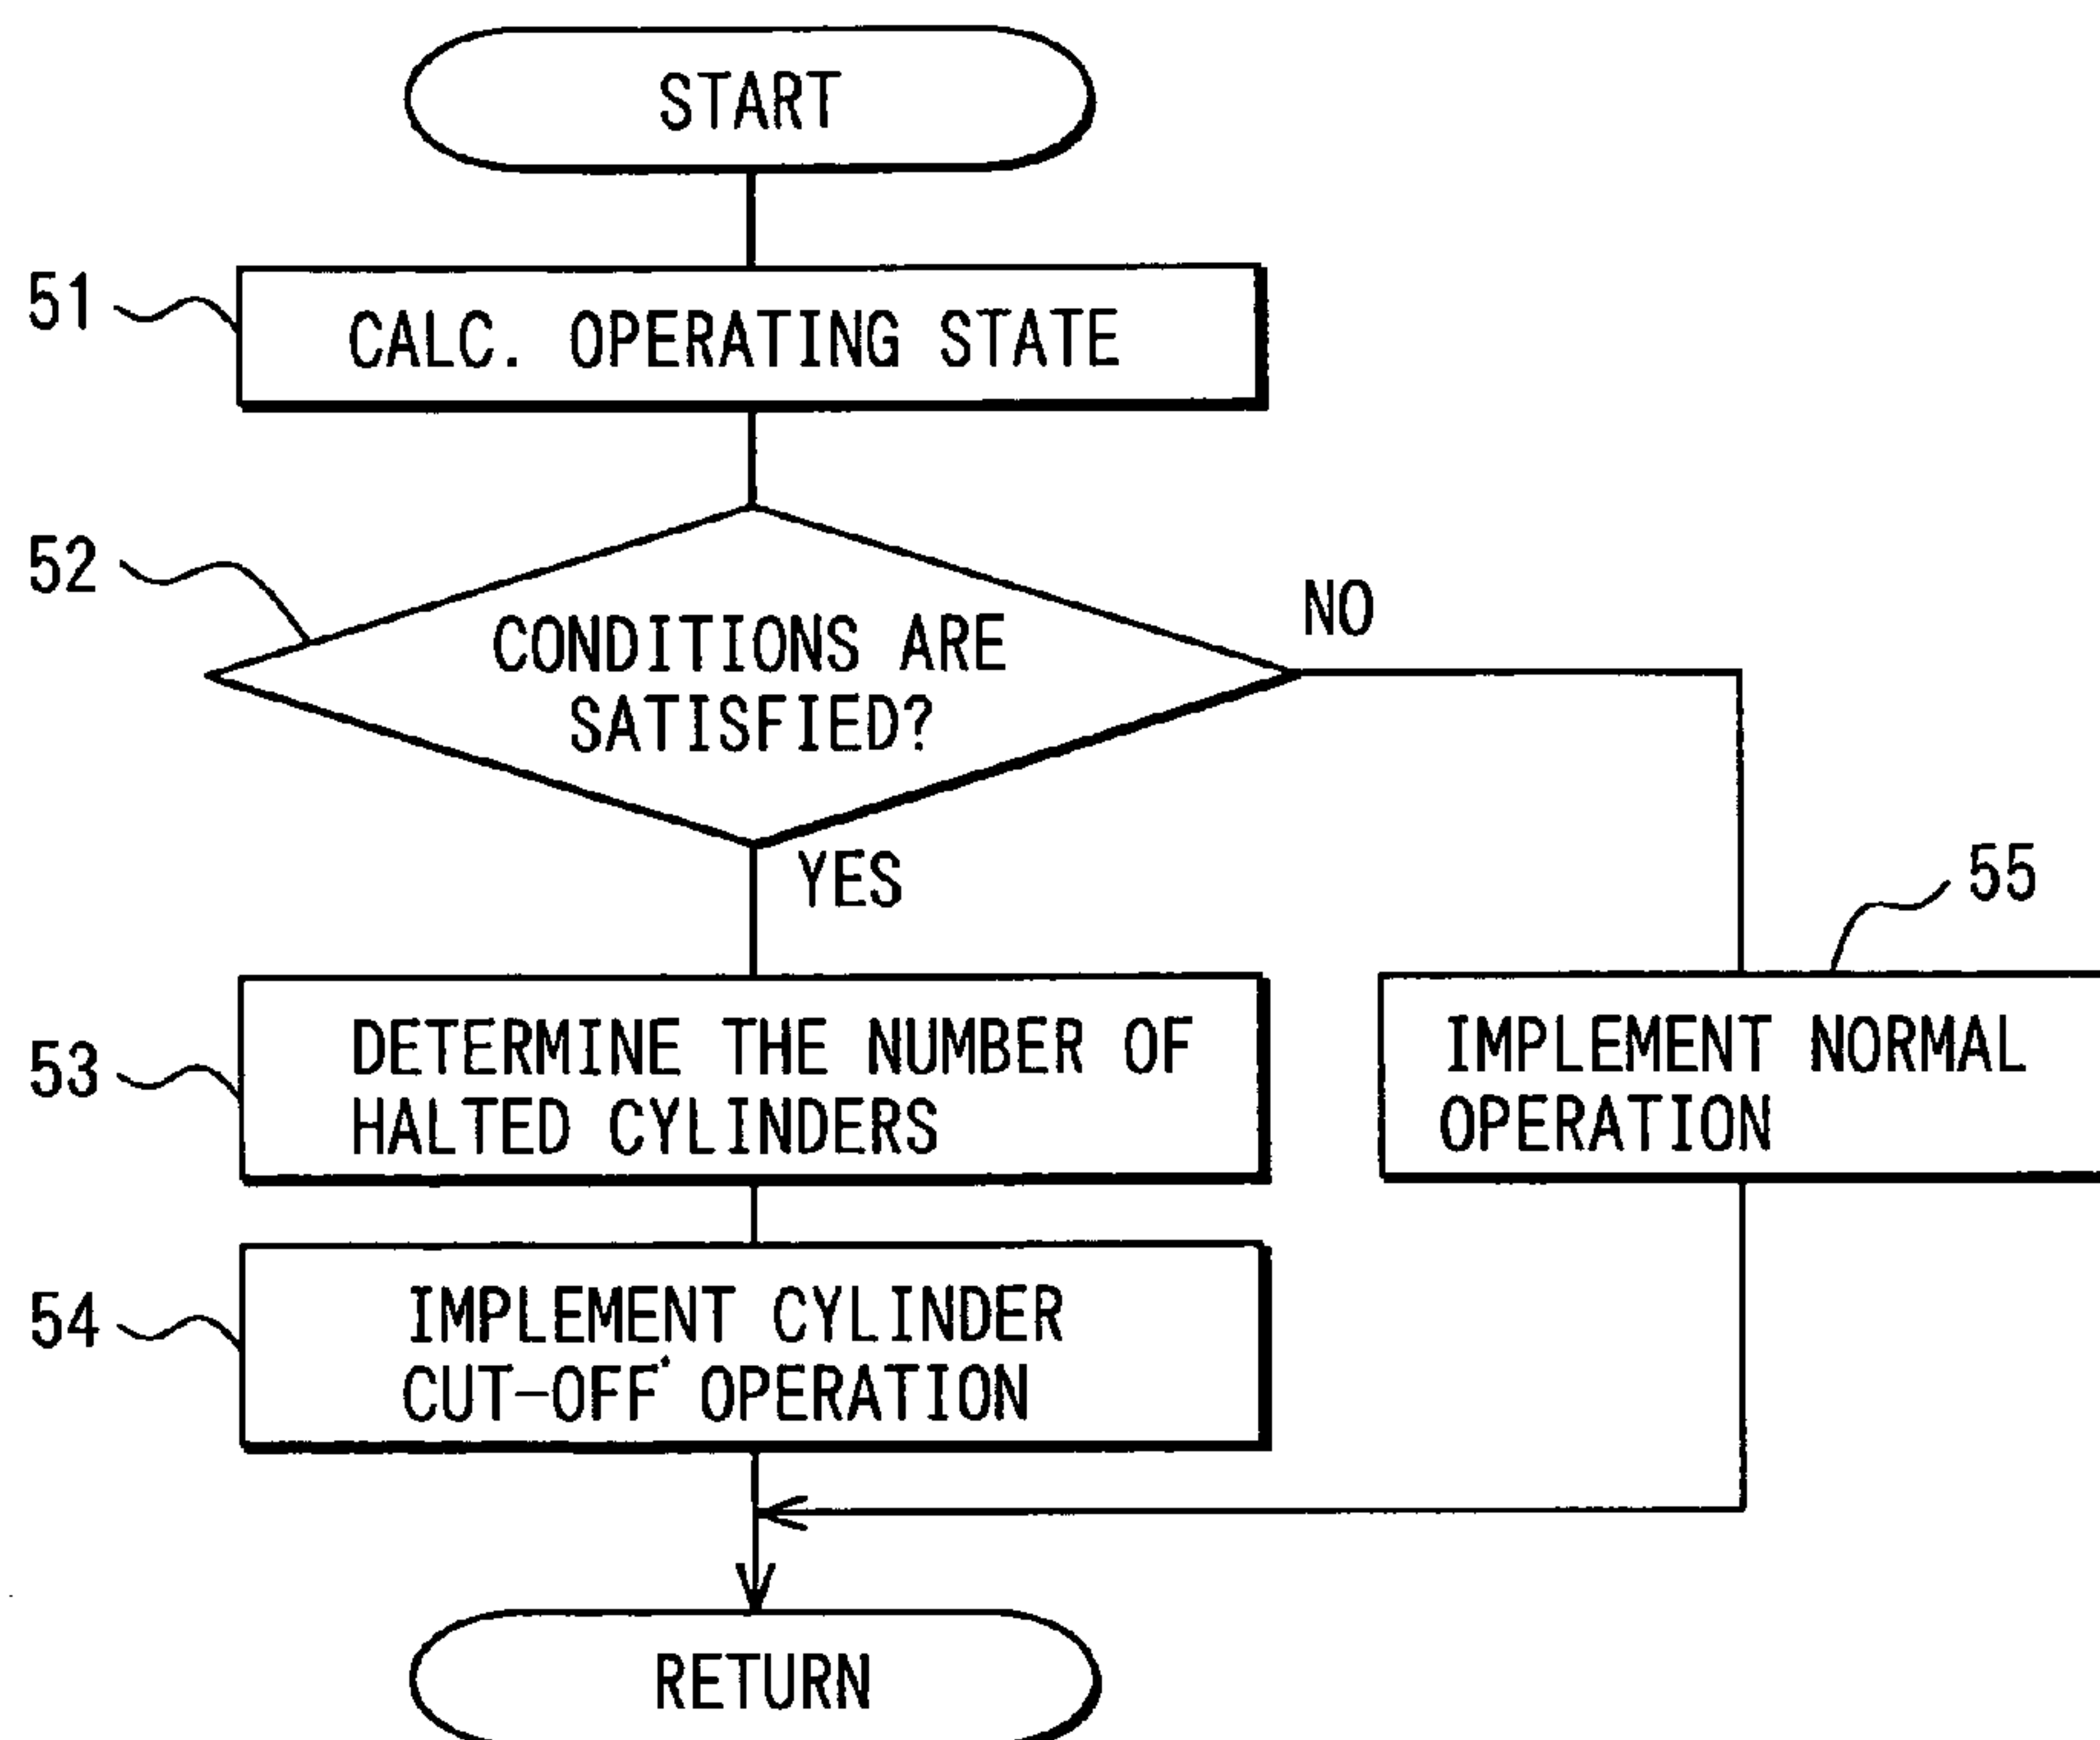 START
51
CALC. OPERATING STATE
52
CONDITIONS ARE
SATISFIED?
NO
YES
55
53
DETERMINE THE NUMBER OF
HALTED CYLINDERS
IMPLEMENT NORMAL
OPERATION
54
IMPLEMENT CYLINDER
CUT-OFF OPERATION
RETURN